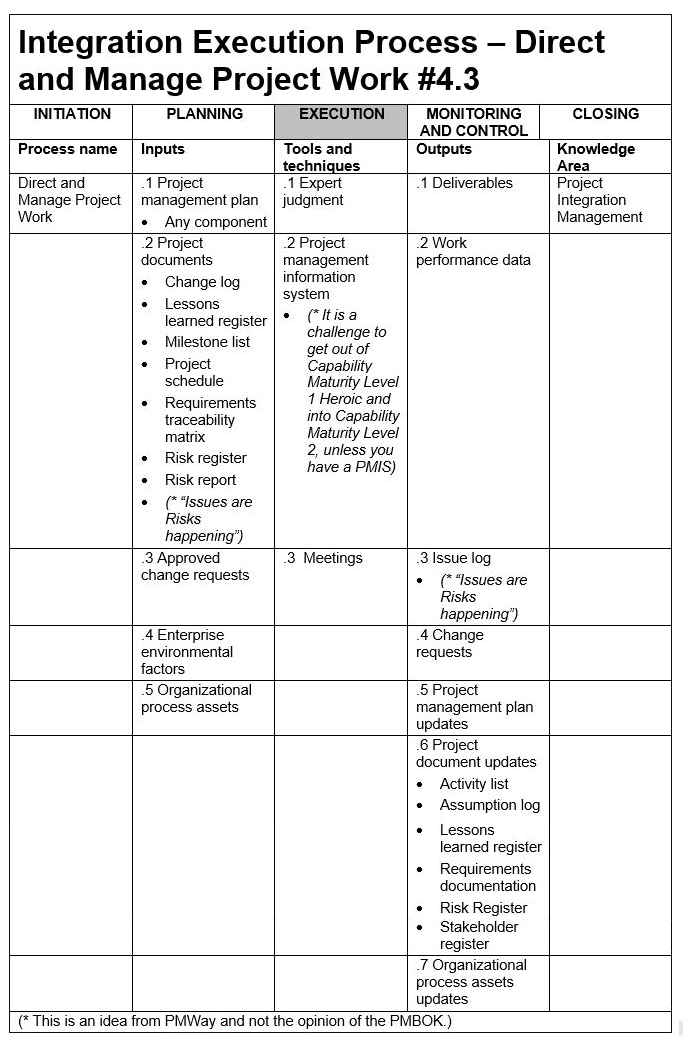 Integration Execution Process – Direct
and Manage Project Work #4.3
INITIATION
PLANNING
EXECUTION
MONITORING
AND CONTROL
CLOSING
Process name
Inputs
Tools and
techniques
Outputs
Knowledge
Area
Direct and
Manage Project
Work
.1 Project
management plan
• Any component
.1 Expert
judgment
.1 Deliverables
Project
Integration
Management
.2 Project
documents
• Change log
• Lessons
learned register
• Milestone list
• Project
schedule
• Requirements
traceability
matrix
• Risk register
• Risk report
• (* “Issues are
Risks
happening”)
.2 Project
management
information
system
• (* It is a
challenge to
get out of
Capability
Maturity Level
1 Heroic and
into Capability
Maturity Level
2, unless you
have a PMIS)
.2 Work
performance data
.3 Approved
change requests
.3 Meetings
.3 Issue log
• (* “Issues are
Risks
happening”)
.4 Enterprise
environmental
factors
.4 Change
requests
.5 Organizational
process assets
.5 Project
management plan
updates
.6 Project
document updates
• Activity list
• Assumption log
• Lessons
learned register
• Requirements
documentation
• Risk Register
• Stakeholder
register
.7 Organizational
process assets
updates
(* This is an idea from PMWay and not the opinion of the PMBOK.)